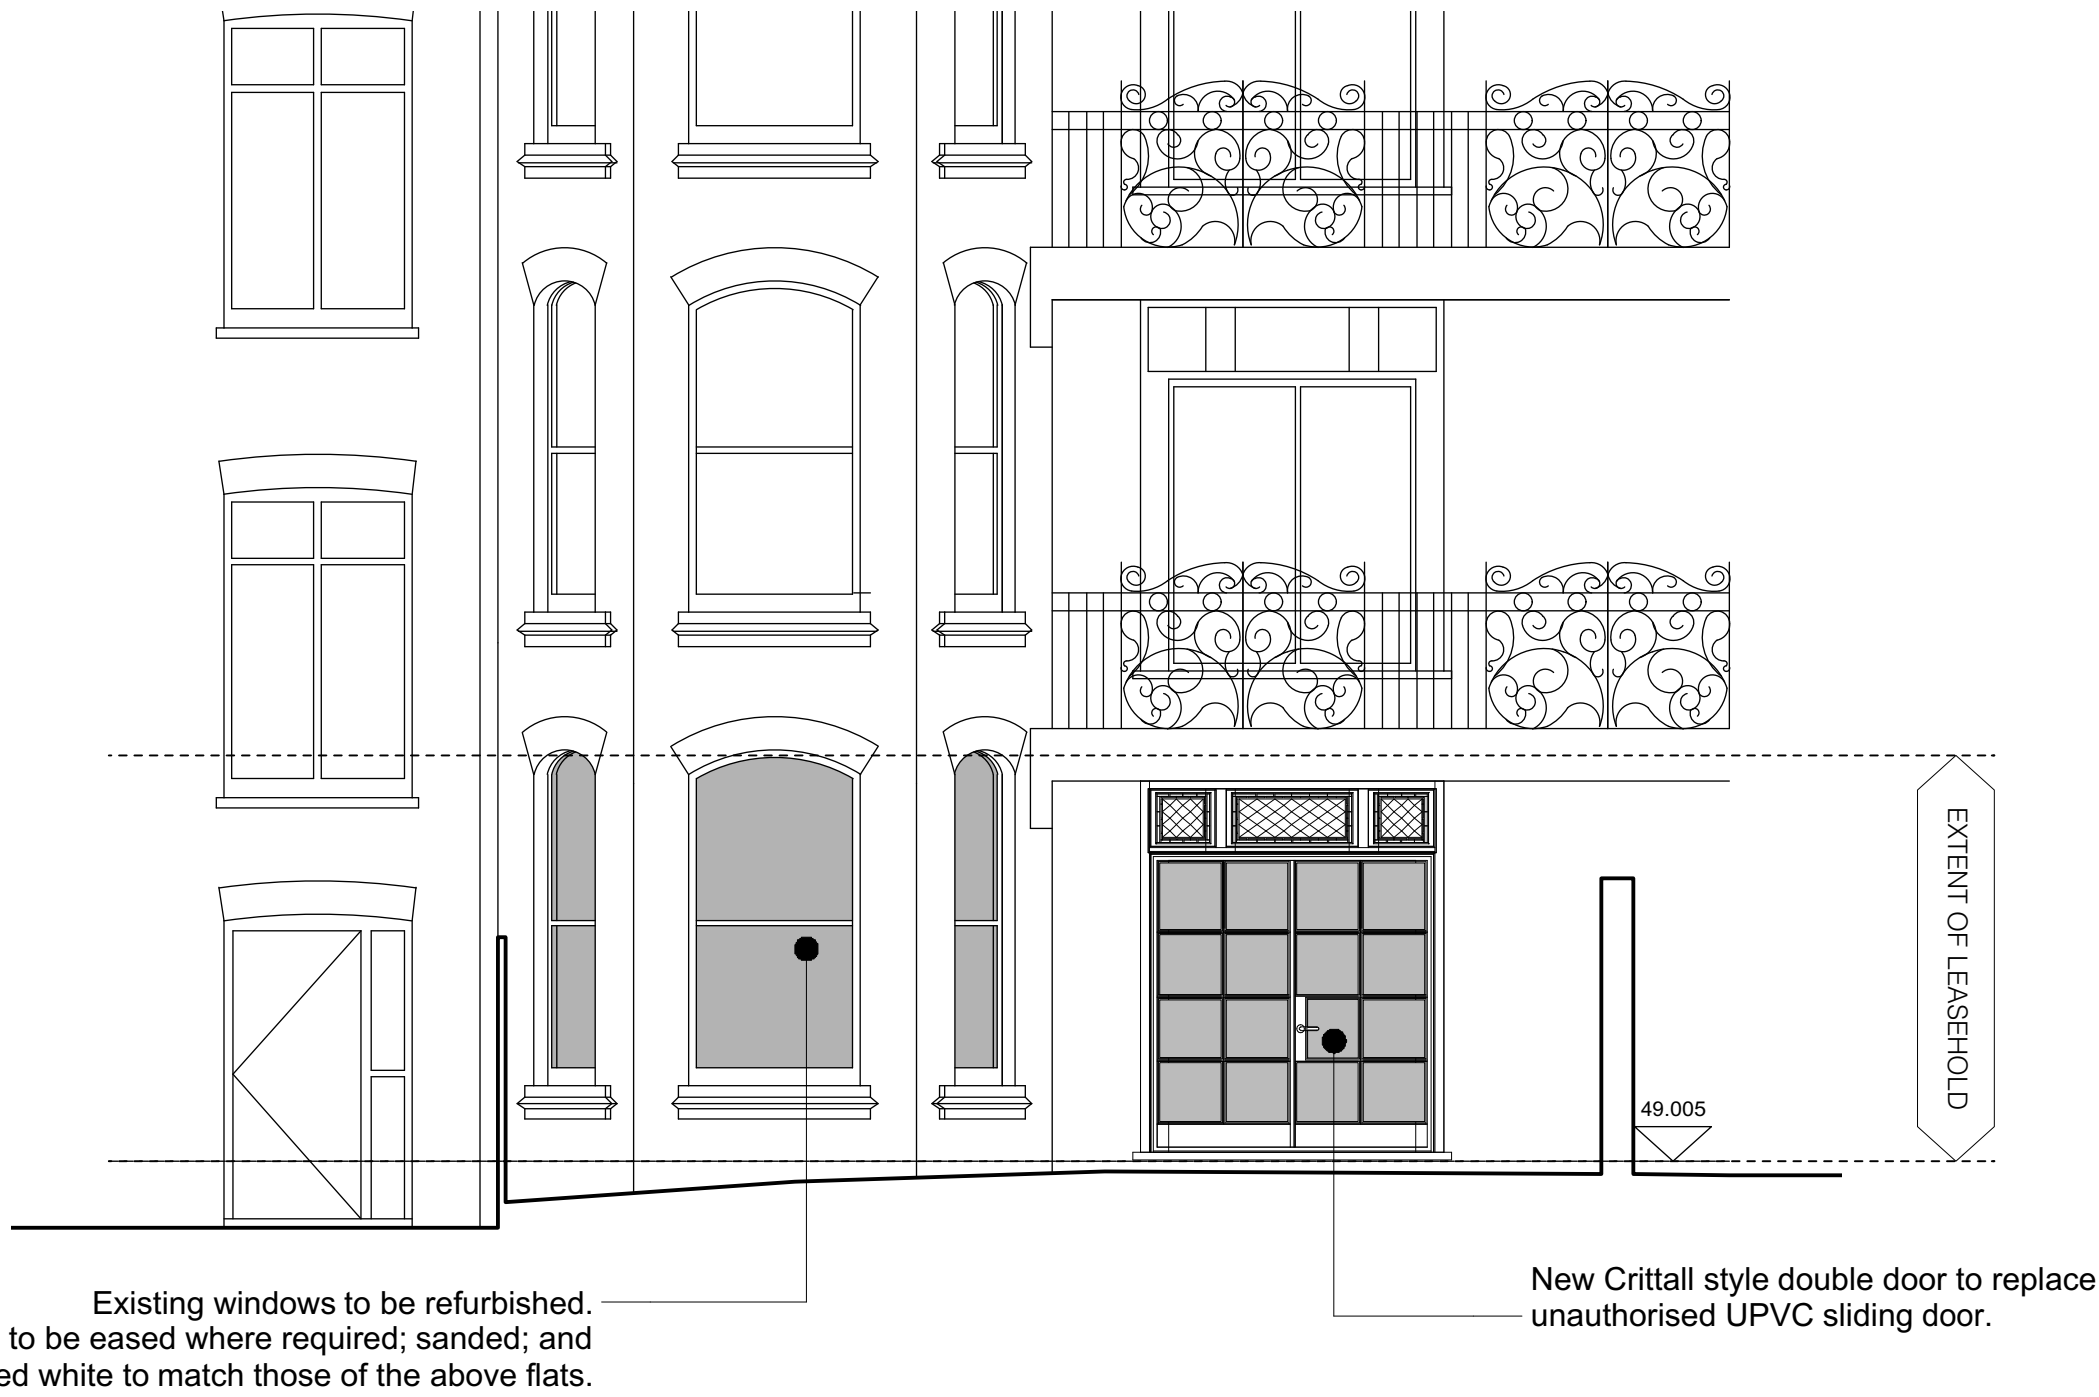 EXTENT OF LEASEHOLD
49.005
Existing windows to be refurbished.
to be eased where required; sanded; and
white to match those of the above flats.
New Crittall style double door to replace
unauthorised UPVC sliding door.